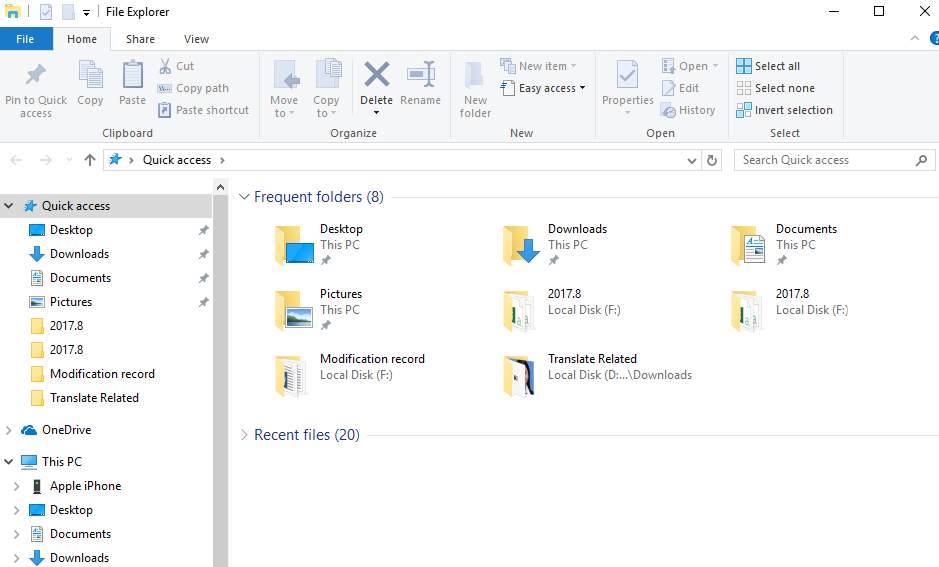 File Explorer
File Home Share View
Pin to Quick access
Copy
Paste
Cut
Copy path
Paste shortcut
Clipboard
Move to
Copy to
Delete
Rename
Organize
New folder
New item
Easy access
New
Properties
Open
Edit
History
Open
Select all
Select none
Invert selection
Select
Quick access
Search Quick access
Quick access
Desktop
Downloads
Documents
Pictures
2017.8
2017.8
Modification record
Translate Related
OneDrive
This PC
Apple iPhone
Desktop
Documents
Downloads
Frequent folders (8)
Desktop
This PC
Downloads
This PC
Documents
This PC
Pictures
This PC
2017.8
Local Disk (F:)
2017.8
Local Disk (F:)
Modification record
Local Disk (F:)
Translate Related
Local Disk (D:...\Downloads
Recent files (20)